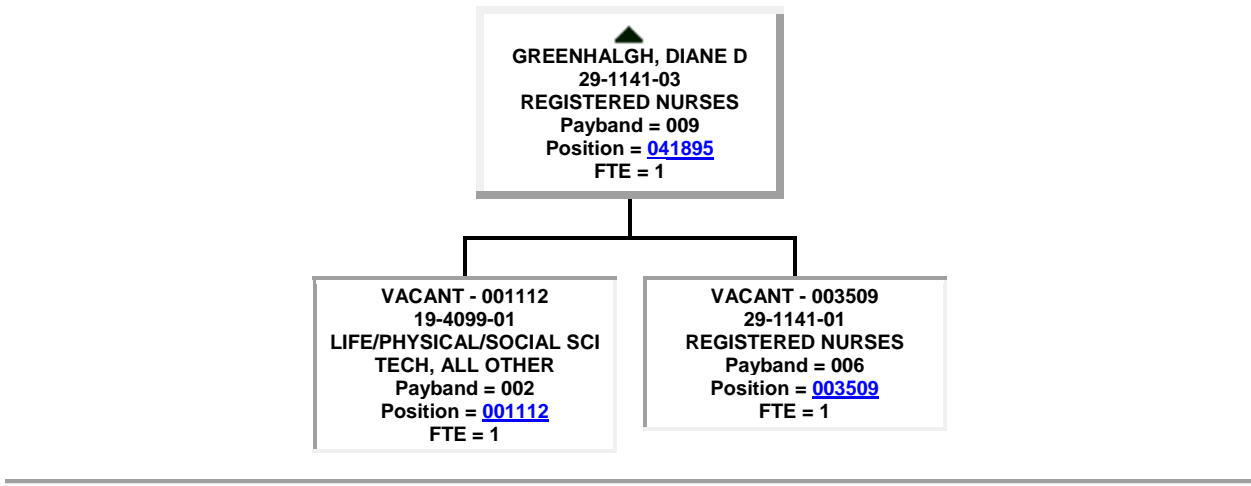 GREENHALGH, DIANE D
29-1141-03
REGISTERED NURSES
Payband = 009
Position = 041895
FTE = 1
VACANT - 001112
19-4099-01
LIFE/PHYSICAL/SOCIAL SCI
TECH, ALL OTHER
Payband = 002
Position = 001112
FTE = 1
VACANT - 003509
29-1141-01
REGISTERED NURSES
Payband = 006
Position = 003509
FTE = 1